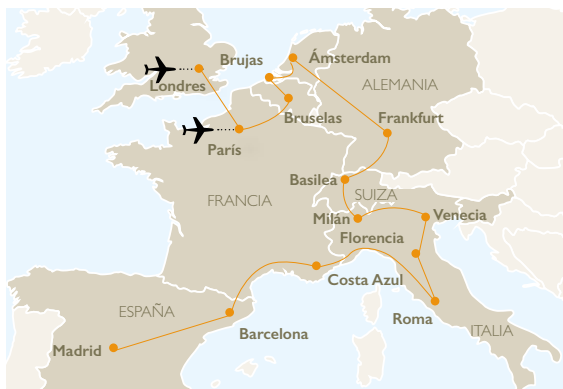 Brujas
Ámsterdam
Londres
ALEMANIA
Bruselas
Frankfurt
París
Basilea
FRANCIA
SUIZA
Milán
Venecia
Florencia
Costa Azul
ESPAÑA
Roma
Barcelona
ITALIA
Madrid